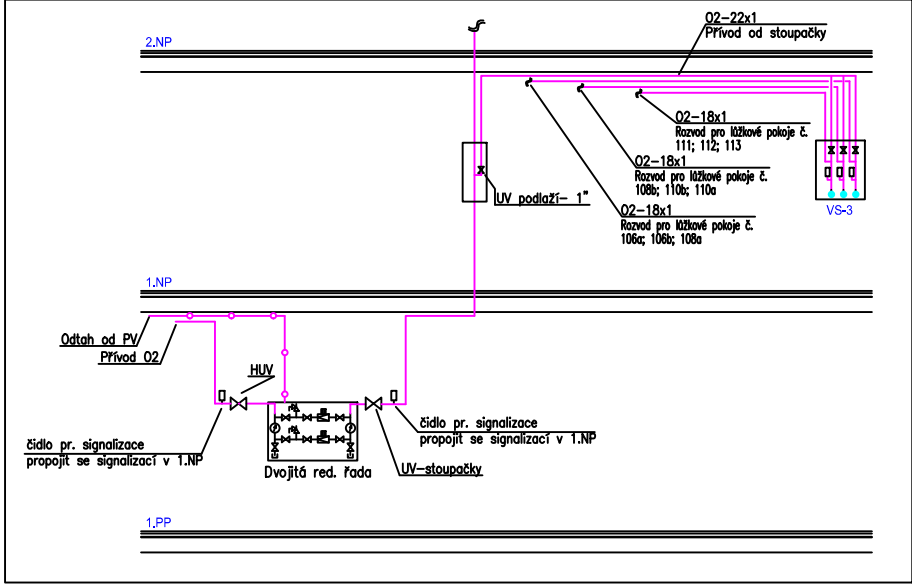 O2-22x1
Přívod od stoupačky
2.NP
O2-18x1
Rozvod pro lůžkové pokoje č.
111; 112; 113
O2-18x1
Rozvod pro lůžkové pokoje č.
108b; 110b; 110a
UV podlaží- 1"
O2-18x1
Rozvod pro lůžkové pokoje č.
106a; 106b; 108a
VS-3
1.NP
Odtah od PV
Přívod O2
HUV
čidlo pr. signalizace
propojit se signalizací v 1.NP
čidlo pr. signalizace
propojit se signalizací v 1.NP
Dvojitá red. řada
UV-stoupačky
1.PP